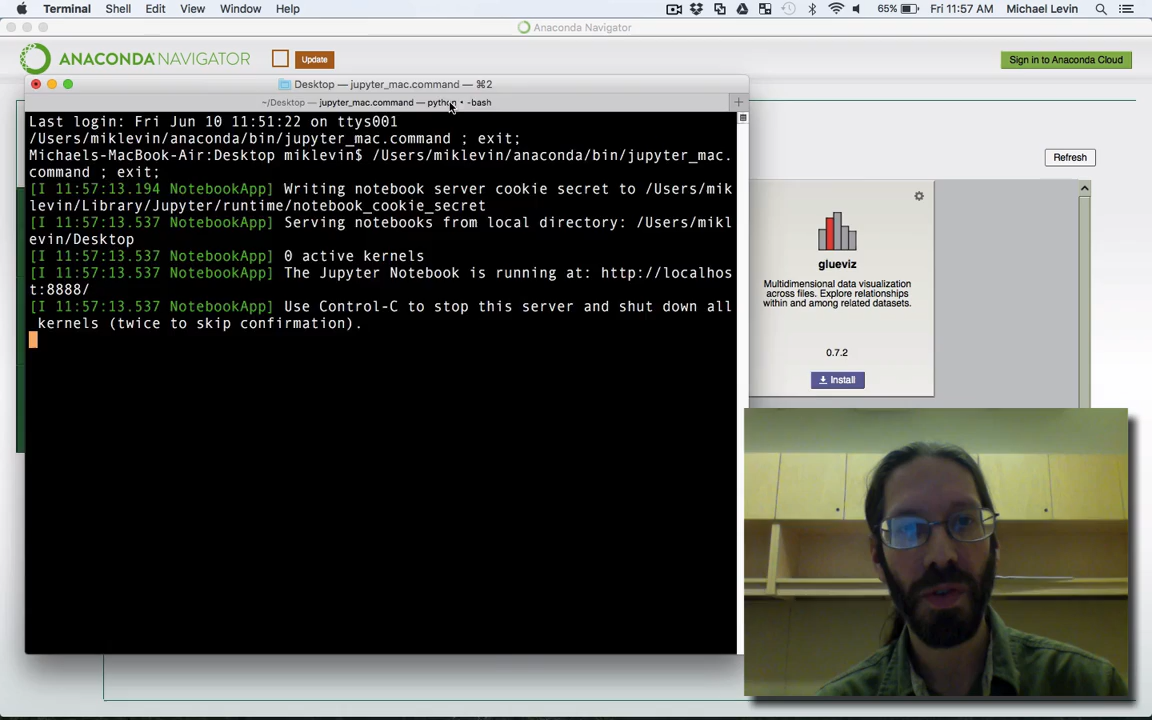 Terminal Shell Edit View Window Help 65% Fri 11:57 AM Michael Levin
Anaconda Navigator
ANACONDA NAVIGATOR Update Sign in to Anaconda Cloud
Desktop — jupyter_mac.command — ⌘2
~/Desktop — jupyter_mac.command — python • -bash +
Last login: Fri Jun 10 11:51:22 on ttys001
/Users/miklevin/anaconda/bin/jupyter_mac.command ; exit;
Michaels-MacBook-Air:Desktop miklevin$ /Users/miklevin/anaconda/bin/jupyter_mac.
command ; exit;
[I 11:57:13.194 NotebookApp] Writing notebook server cookie secret to /Users/mik
levin/Library/Jupyter/runtime/notebook_cookie_secret
[I 11:57:13.537 NotebookApp] Serving notebooks from local directory: /Users/mikl
evin/Desktop
[I 11:57:13.537 NotebookApp] 0 active kernels
[I 11:57:13.537 NotebookApp] The Jupyter Notebook is running at: http://localhos
t:8888/
[I 11:57:13.537 NotebookApp] Use Control-C to stop this server and shut down all
kernels (twice to skip confirmation).
Refresh
glueviz
Multidimensional data visualization
across files. Explore relationships
within and among related datasets.
0.7.2
Install